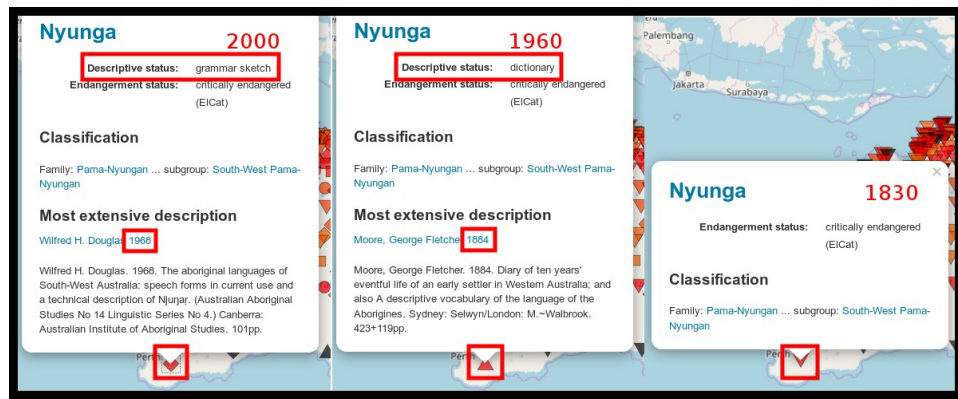 Nyunga
2000
Descriptive status: grammar sketch
Endangerment status: critically endangered
(ElCat)
Classification
Family: Pama-Nyungan ... subgroup: South-West Pama-
Nyungan
Most extensive description
Wilfred H. Douglas 1968
Wilfred H. Douglas. 1968. The aboriginal languages of
South-West Australia: speech forms in current use and
a technical description of Njuŋar. (Australian Aboriginal
Studies No 14 Linguistic Series No 4.) Canberra:
Australian Institute of Aboriginal Studies. 101pp.
Perth
Nyunga
1960
Descriptive status: dictionary
Endangerment status: critically endangered
(ElCat)
Classification
Family: Pama-Nyungan ... subgroup: South-West Pama-
Nyungan
Most extensive description
Moore, George Fletcher 1884
Moore, George Fletcher. 1884. Diary of ten years'
eventful life of an early settler in Western Australia; and
also A descriptive vocabulary of the language of the
Aborigines. Sydney: Selwyn/London: M.~Walbrook.
423+119pp.
Perth
Palembang
Jakarta
Surabaya
×
Nyunga
1830
Endangerment status: critically endangered
(ElCat)
Classification
Family: Pama-Nyungan ... subgroup: South-West Pama-
Nyungan
Perth